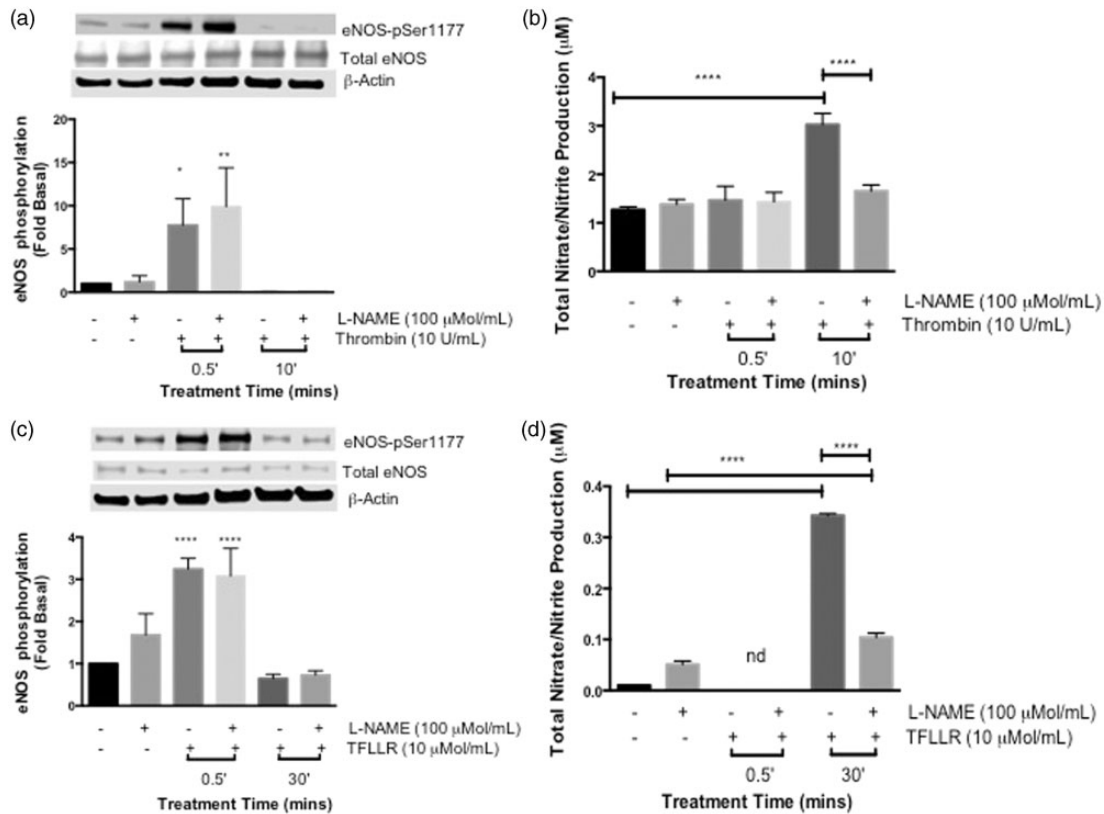 (a)
eNOS-pSer1177
Total eNOS
β-Actin
eNOS phosphorylation
(Fold Basal)
20
15
10
5
0
* **
- + - + - + L-NAME (100 μMol/mL)
- - + + + + Thrombin (10 U/mL)
0.5' 10'
Treatment Time (mins)
(b)
Total Nitrate/Nitrite Production (μM)
4
3
2
1
0
**** ****
- + - + - + L-NAME (100 μMol/mL)
+ + + + Thrombin (10 U/mL)
0.5' 10'
Treatment Time (mins)
(c)
eNOS-pSer1177
Total eNOS
β-Actin
eNOS phosphorylation
(Fold Basal)
4
3
2
1
0
**** ****
- + - + - + L-NAME (100 μMol/mL)
- - + + + + TFLLR (10 μMol/mL)
0.5' 30'
Treatment Time (mins)
(d)
Total Nitrate/Nitrite Production (μM)
0.4
0.3
0.2
0.1
0.0
**** ****
nd
- + - + - + L-NAME (100 μMol/mL)
- - + + + + TFLLR (10 μMol/mL)
0.5' 30'
Treatment Time (mins)